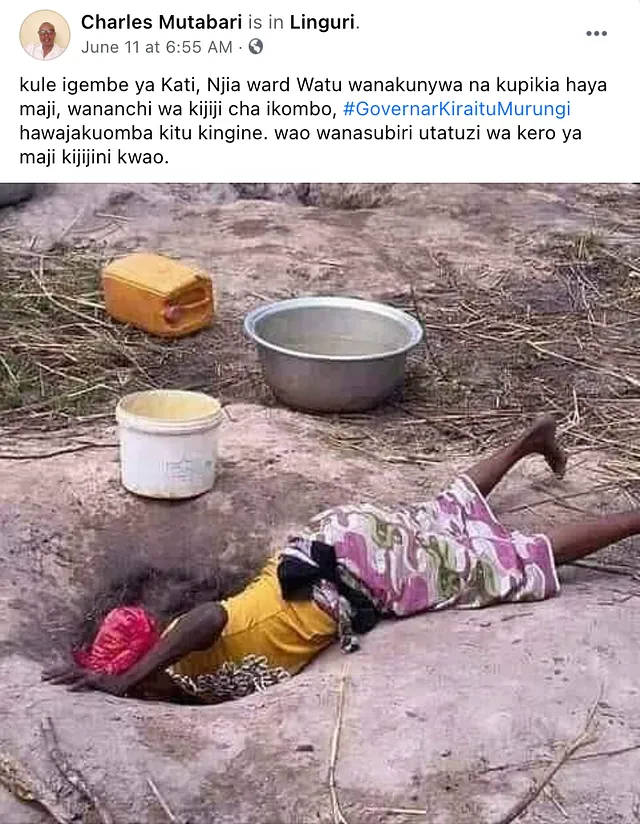 Charles Mutabari is in Linguri.
June 11 at 6:55 AM ·
kule igembe ya Kati, Njia ward Watu wanakunywa na kupikia haya
maji, wananchi wa kijiji cha ikombo, #GovernarKiraituMurungi
hawajakuomba kitu kingine. wao wanasubiri utatuzi wa kero ya
maji kijijini kwao.